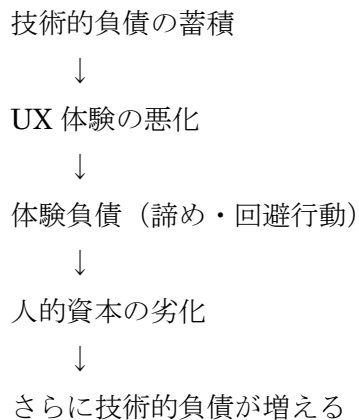 技術的負債の蓄積
↓
UX 体験の悪化
↓
体験負債（諦め・回避行動）
↓
人的資本の劣化
↓
さらに技術的負債が増える